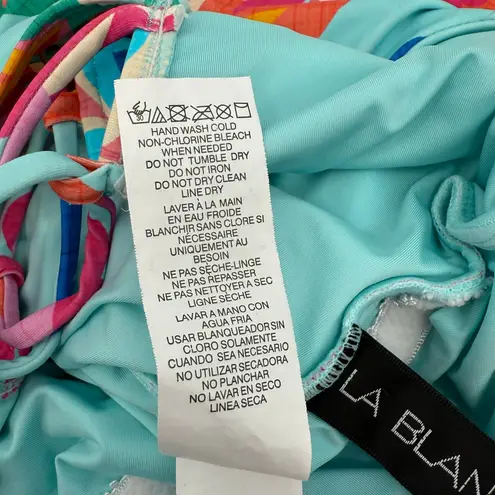 HAND WASH COLD
NON-CHLORINE BLEACH
WHEN NEEDED
DO NOT TUMBLE DRY
DO NOT IRON
DO NOT DRY CLEAN
LINE DRY
LAVER À LA MAIN
EN EAU FROIDE
BLANCHIR SANS CLORE SI
NÉCESSAIRE
UNIQUEMENT AU
BESOIN
NE PAS SÈCHE-LINGE
NE PAS REPASSER
NE PAS NETTOYER A SEC
LIGNE SÈCHE
LAVAR A MANO CON
AGUA FRIA
USAR BLANQUEADOR SIN
CLORO SOLAMENTE
CUANDO SEA NECESARIO
NO UTILIZAR SECADORA
NO PLANCHAR
NO LAVAR EN SECO
LINEA SECA
LA BLAN